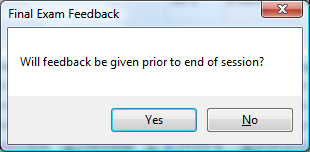 Final Exam Feedback
Will feedback be given prior to end of session?
Yes
No